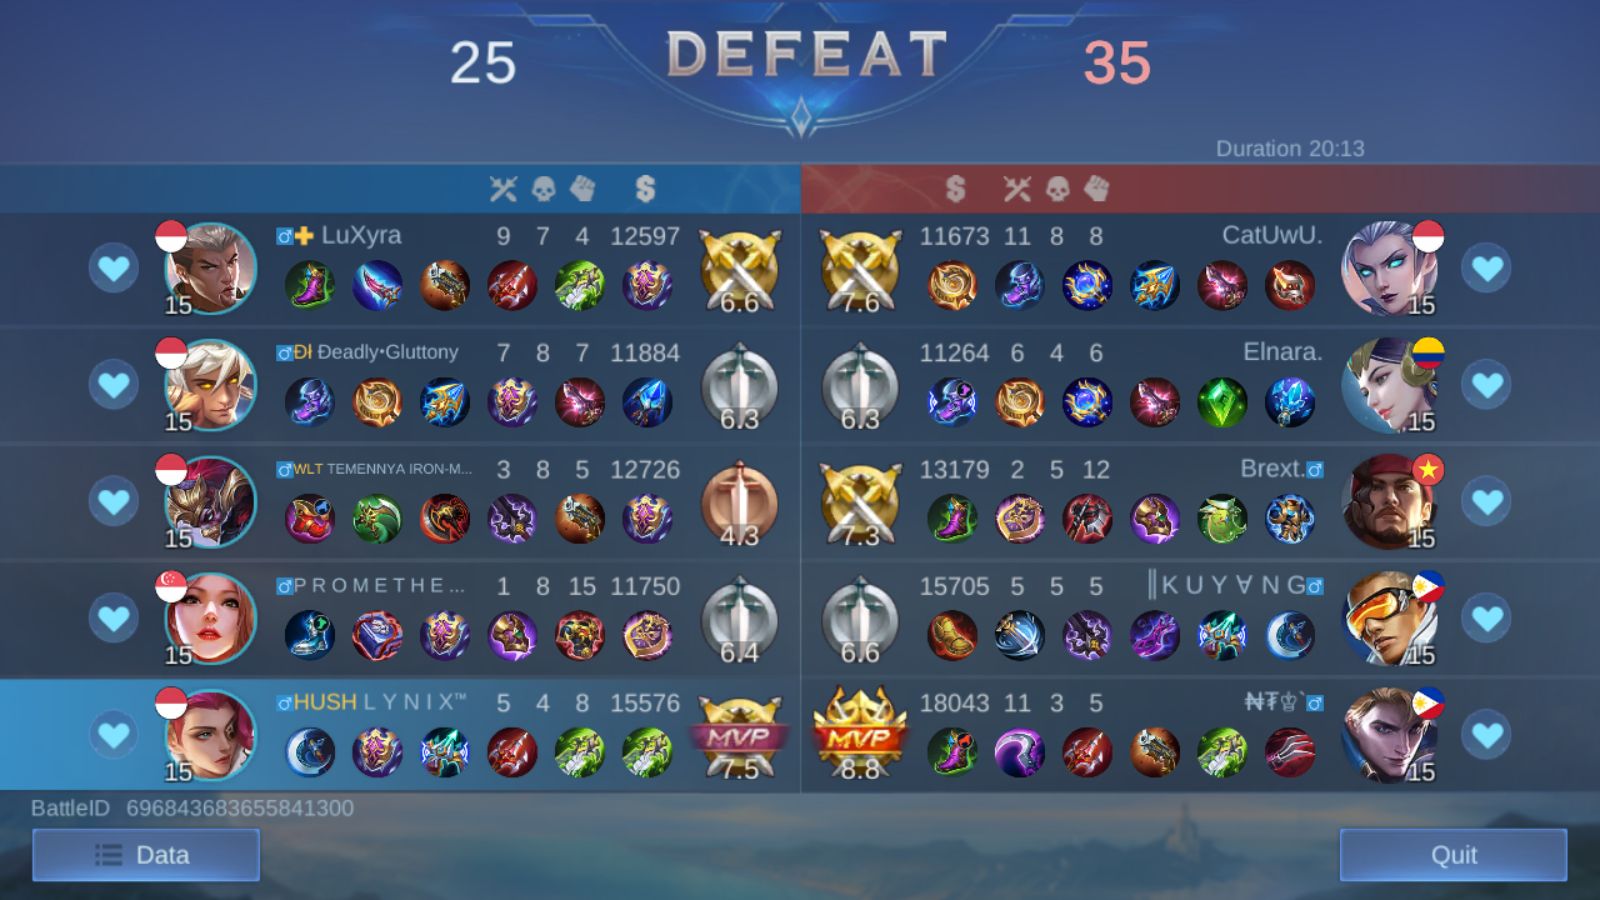 25 DEFEAT 35
Duration 20:13
LuXyra 9 7 4 12597
15 6.6
11673 11 8 8 CatUwU.
7.6 15
Đł Đeadly•Gluttony 7 8 7 11884
15 6.3
11264 6 4 6 Elnara.
6.3 15
WLT TEMENNYA IRON-M... 3 8 5 12726
15 4.3
13179 2 5 12 Brext.
7.3 15
P R O M E T H E ... 1 8 15 11750
15 6.4
15705 5 5 5 ║K U Y ∀ N G
6.6 15
HUSH L Y N I X™ 5 4 8 15576
15 MVP 7.5
18043 11 3 5 ₦₮♔`
MVP 8.8 15
BattleID 696843683655841300
Data
Quit